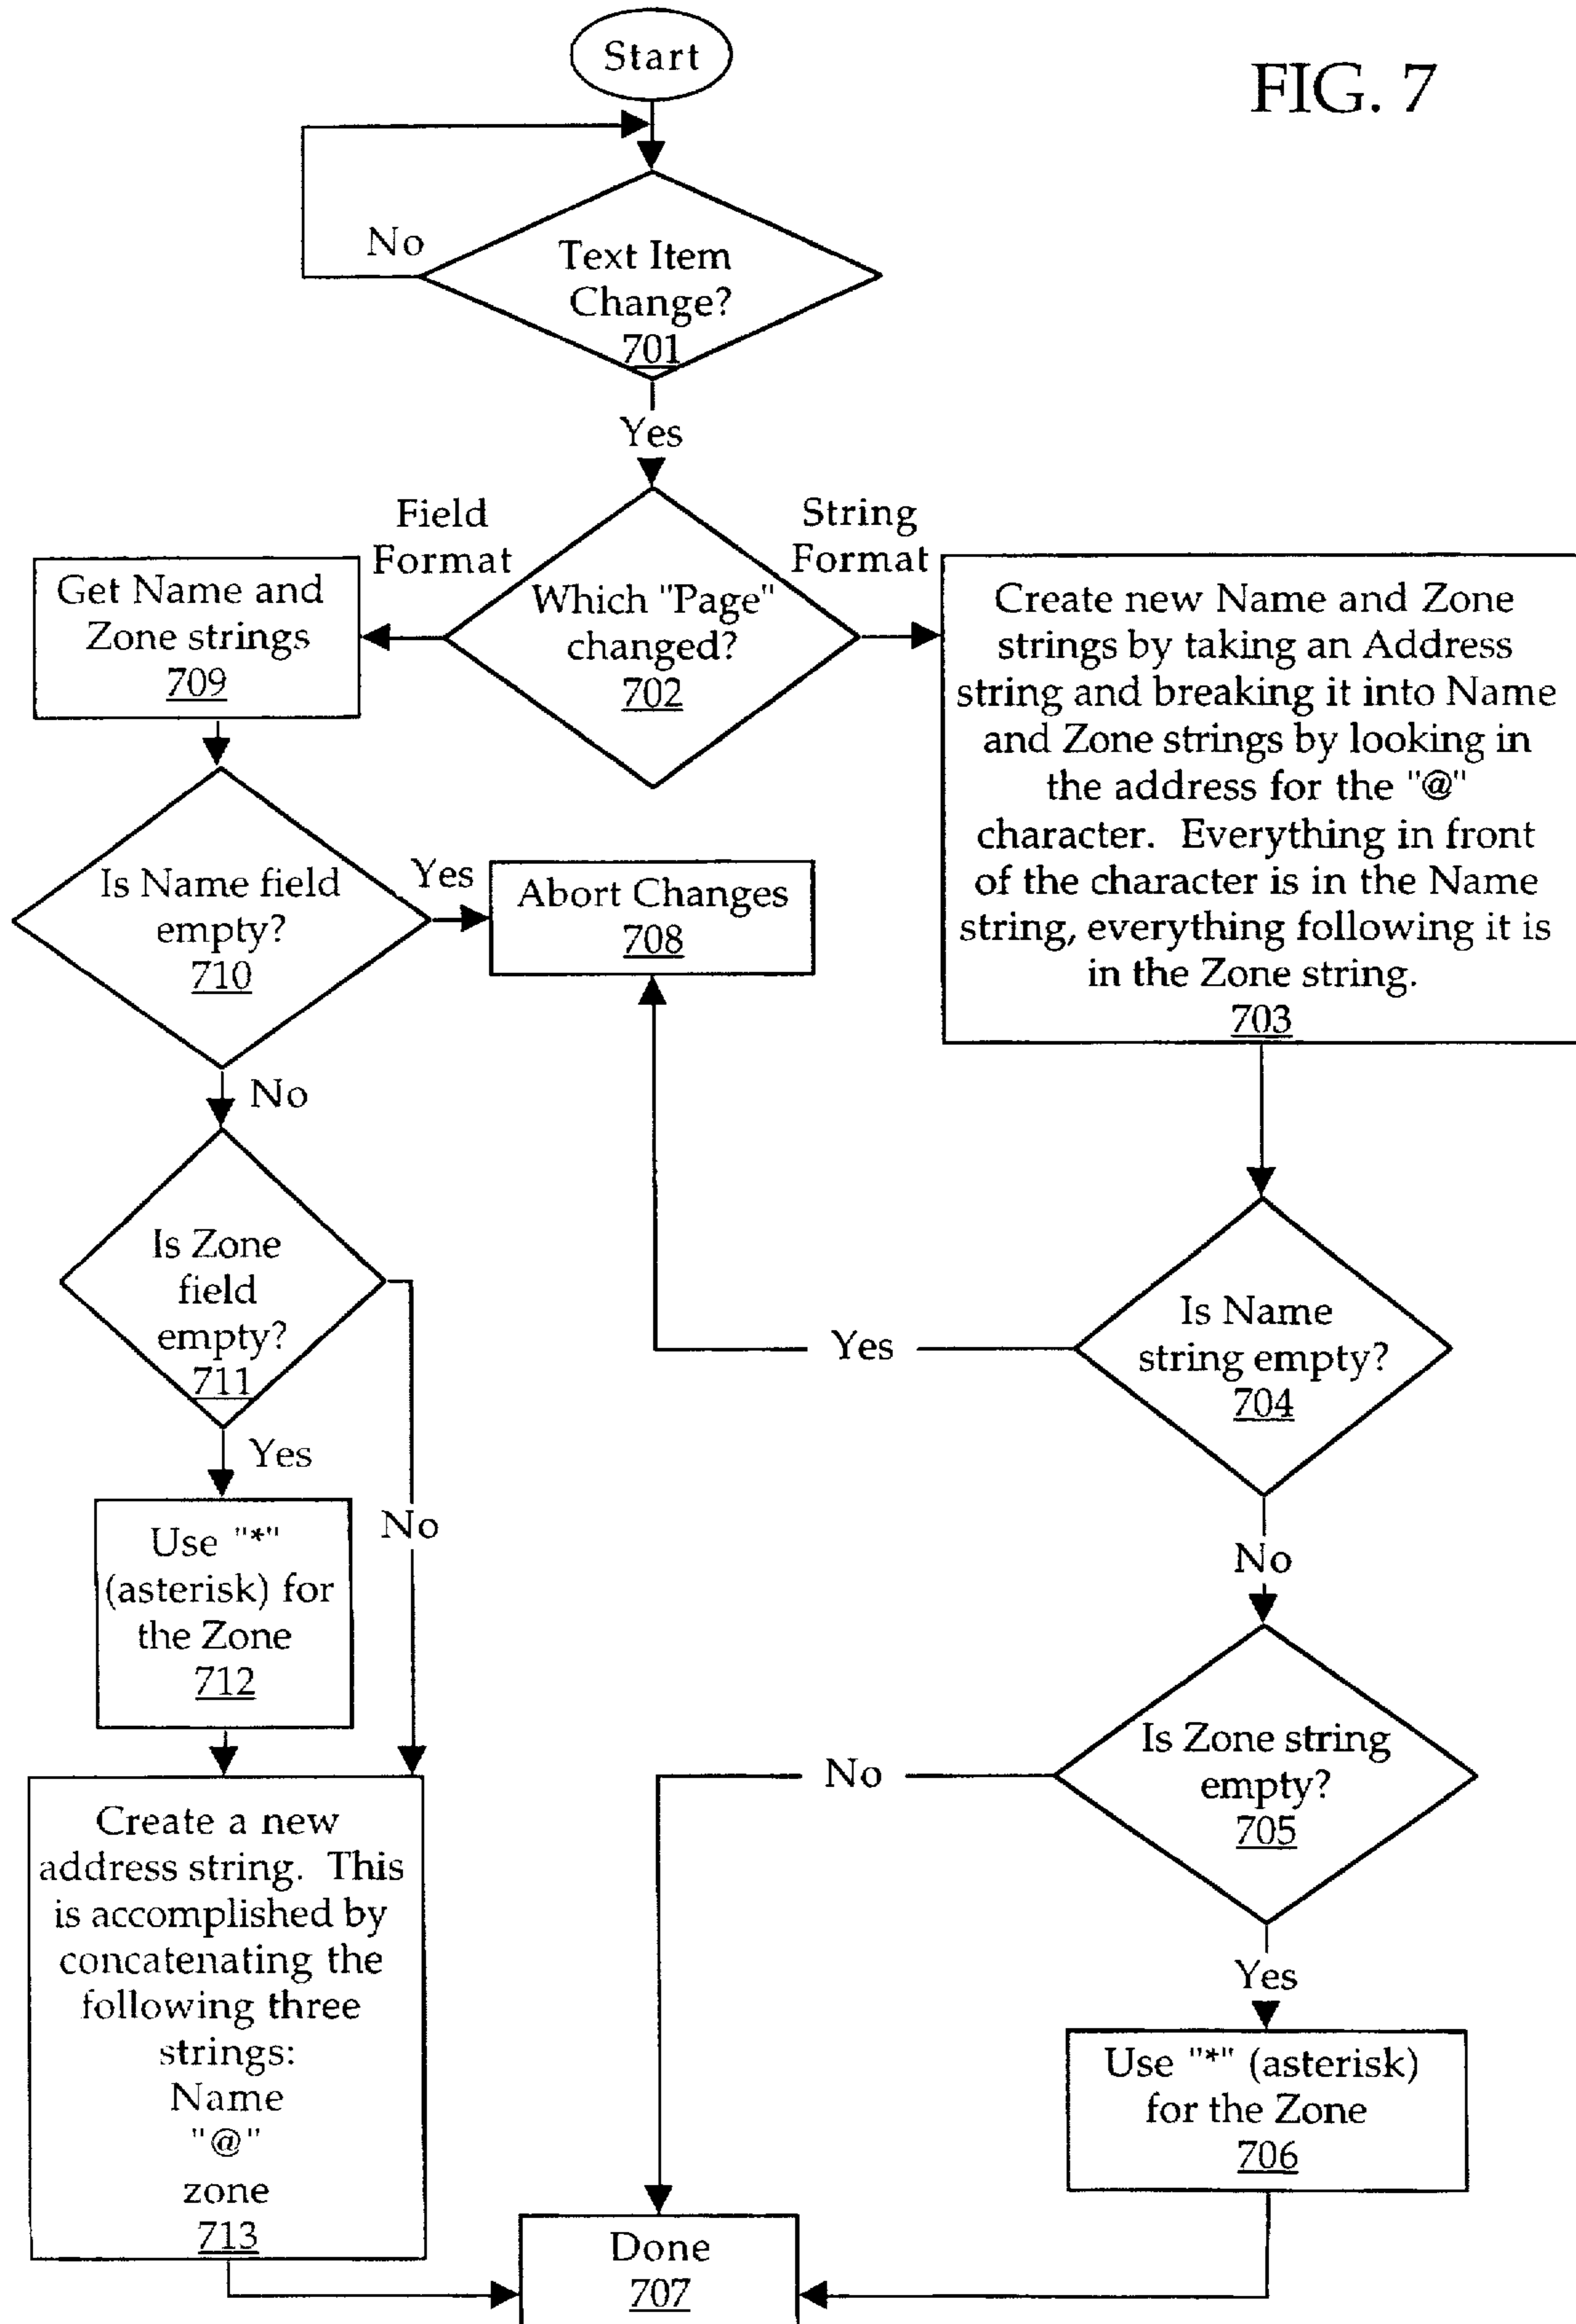 Start
FIG. 7
No
Text Item
Change?
701
Yes
Field
Format
String
Format
Which "Page"
changed?
702
Get Name and
Zone strings
709
Create new Name and Zone
strings by taking an Address
string and breaking it into Name
and Zone strings by looking in
the address for the "@"
character. Everything in front
of the character is in the Name
string, everything following it is
in the Zone string.
703
Is Name field
empty?
710
Yes
Abort Changes
708
No
Is Zone
field
empty?
711
Yes
No
Use "*"
(asterisk) for
the Zone
712
Create a new
address string. This
is accomplished by
concatenating the
following three
strings:
Name
"@"
zone
713
Is Name
string empty?
704
Yes
No
Is Zone string
empty?
705
No
Yes
Use "*" (asterisk)
for the Zone
706
Done
707